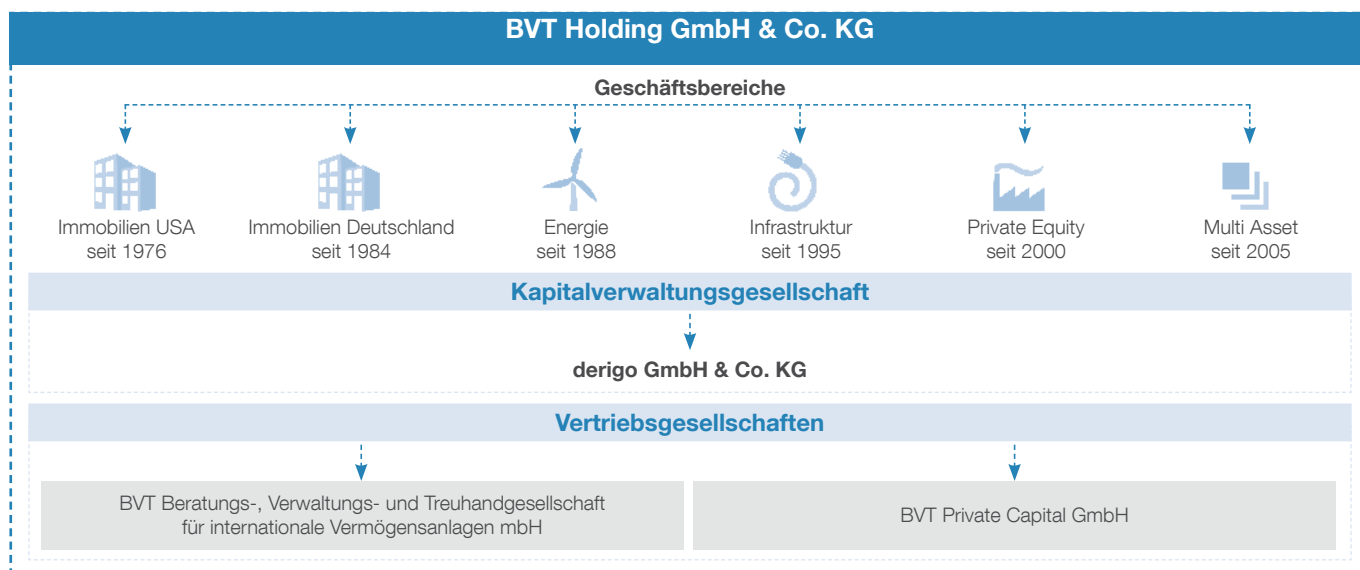 BVT Holding GmbH & Co. KG
Geschäftsbereiche
Immobilien USA
seit 1976
Immobilien Deutschland
seit 1984
Energie
seit 1988
Infrastruktur
seit 1995
Private Equity
seit 2000
Multi Asset
seit 2005
Kapitalverwaltungsgesellschaft
derigo GmbH & Co. KG
Vertriebsgesellschaften
BVT Beratungs-, Verwaltungs- und Treuhandgesellschaft
für internationale Vermögensanlagen mbH
BVT Private Capital GmbH